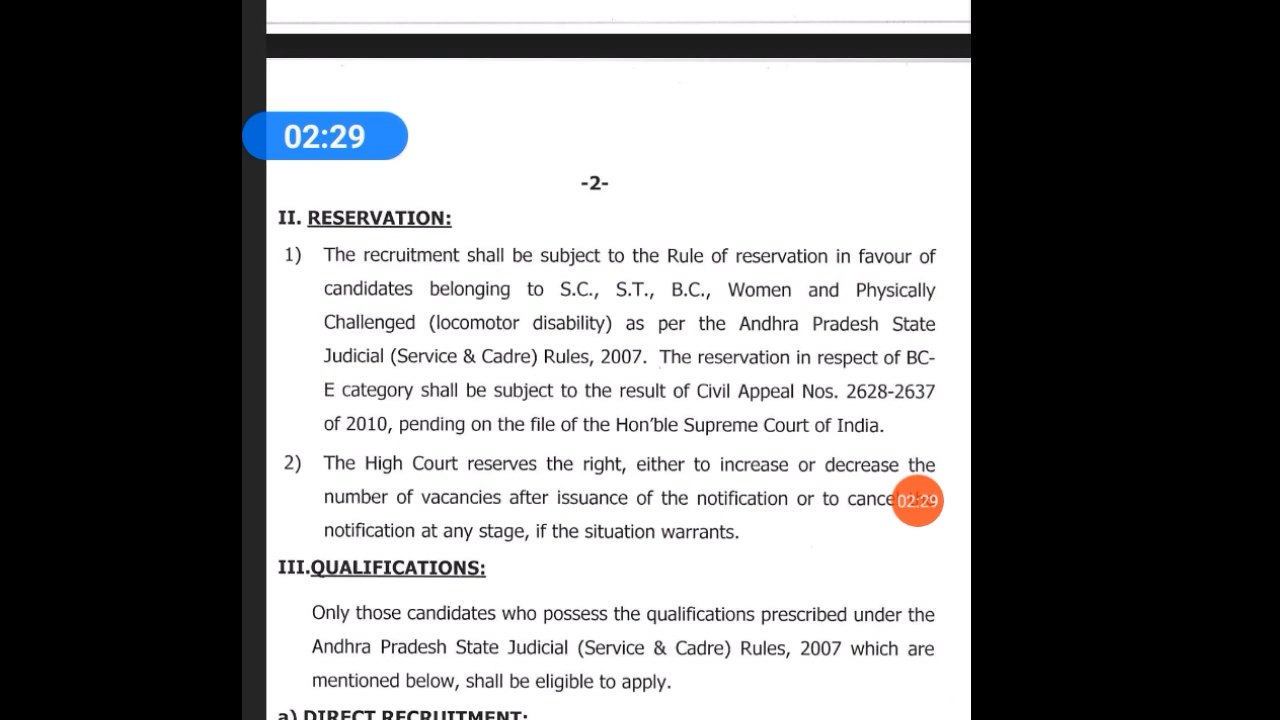 02:29
-2-
II. RESERVATION:
1) The recruitment shall be subject to the Rule of reservation in favour of
candidates belonging to S.C., S.T., B.C., Women and Physically
Challenged (locomotor disability) as per the Andhra Pradesh State
Judicial (Service & Cadre) Rules, 2007. The reservation in respect of BC-
E category shall be subject to the result of Civil Appeal Nos. 2628-2637
of 2010, pending on the file of the Hon'ble Supreme Court of India.
2) The High Court reserves the right, either to increase or decrease the
number of vacancies after issuance of the notification or to
02:29
notification at any stage, if the situation warrants.
III.QUALIFICATIONS:
Only those candidates who possess the qualifications prescribed under the
Andhra Pradesh State Judicial (Service & Cadre) Rules, 2007 which are
mentioned below, shall be eligible to apply.
a) DIRECT RECRUITMENT: